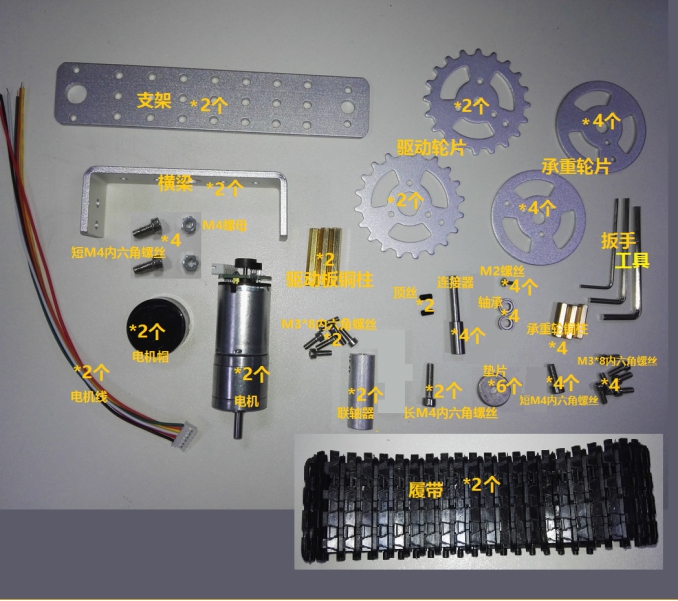 支架 *2个
*2个
*4个
驱动轮片
承重轮片
横梁 *2个
*2个
*4个
M4螺母
*4
短M4内六角螺丝
扳手
工具
*2
驱动板铜柱
连接器
M2螺丝
*4个
顶丝
*2
轴承
*4
M3*8内六角螺丝
*2
*4个
承重轮铜柱
*4
*2个
电机帽
M3*8内六角螺丝
*2个
电机线
*2个
电机
*2个
联轴器
*2个
长M4内六角螺丝
垫片
*6个
*4个
短M4内六角螺丝
*4
履带 *2个